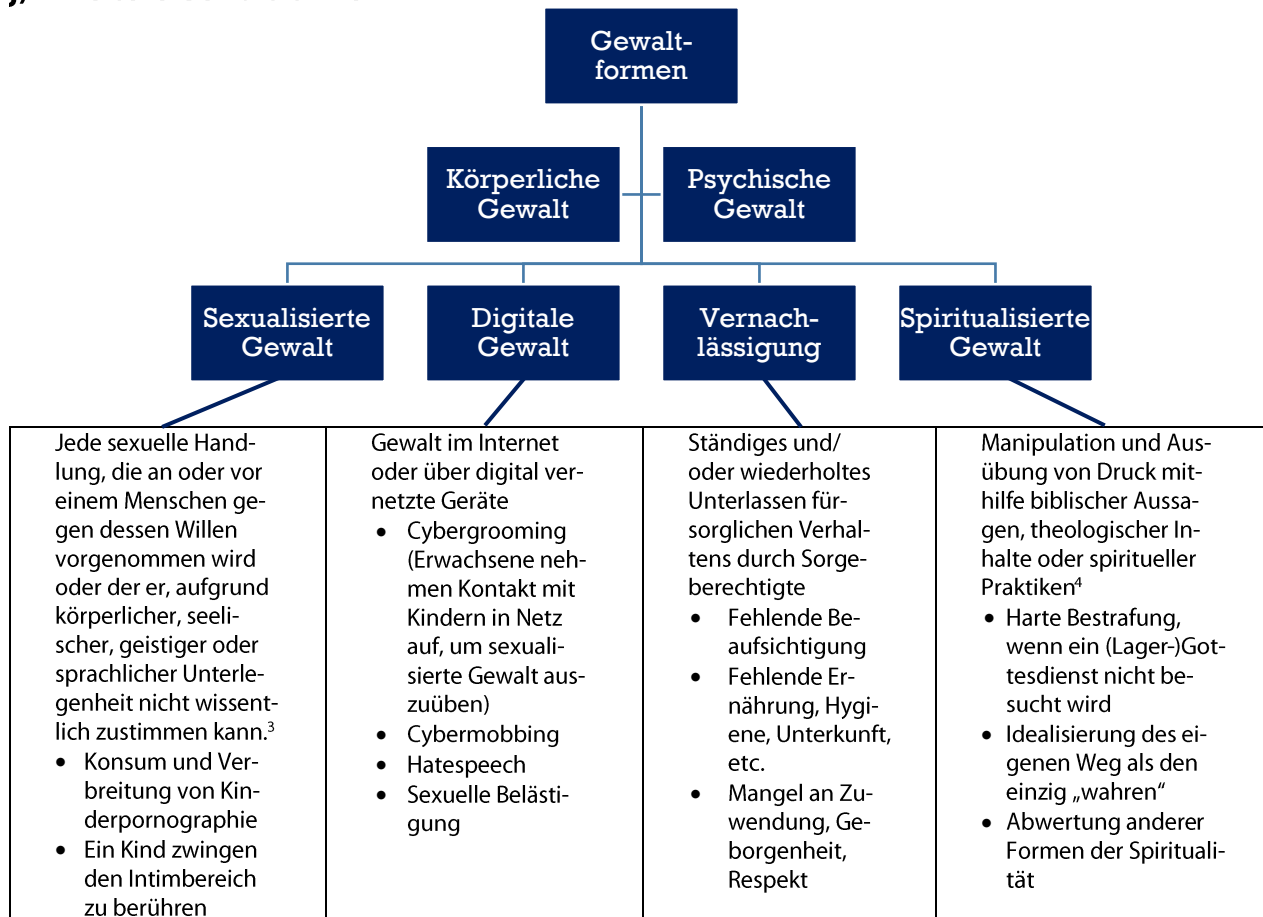 Gewalt-
formen
Körperliche
Gewalt
Psychische
Gewalt
Sexualisierte
Gewalt
Digitale
Gewalt
Vernach-
lässigung
Spiritualisierte
Gewalt
Jede sexuelle Hand-
lung, die an oder vor
einem Menschen ge-
gen dessen Willen
vorgenommen wird
oder der er, aufgrund
körperlicher, seeli-
scher, geistiger oder
sprachlicher Unterle-
genheit nicht wissent-
lich zustimmen kann.³
• Konsum und Ver-
breitung von Kin-
derpornographie
• Ein Kind zwingen
den Intimbereich
zu berühren
Gewalt im Internet
oder über digital ver-
netzte Geräte
• Cybergrooming
(Erwachsene neh-
men Kontakt mit
Kindern in Netz
auf, um sexuali-
sierte Gewalt aus-
zuüben)
• Cybermobbing
• Hatespeech
• Sexuelle Belästi-
gung
Ständiges und/
oder wiederholtes
Unterlassen für-
sorglichen Verhal-
tens durch Sorge-
berechtigte
• Fehlende Be-
aufsichtigung
• Fehlende Er-
nährung, Hygi-
ene, Unterkunft,
etc.
• Mangel an Zu-
wendung, Ge-
borgenheit,
Respekt
Manipulation und Aus-
übung von Druck mit-
hilfe biblischer Aussa-
gen, theologischer In-
halte oder spiritueller
Praktiken⁴
• Harte Bestrafung,
wenn ein (Lager-)Got-
tesdienst nicht be-
sucht wird
• Idealisierung des ei-
genen Weg als den
einzig „wahren“
• Abwertung anderer
Formen der Spirituali-
tät